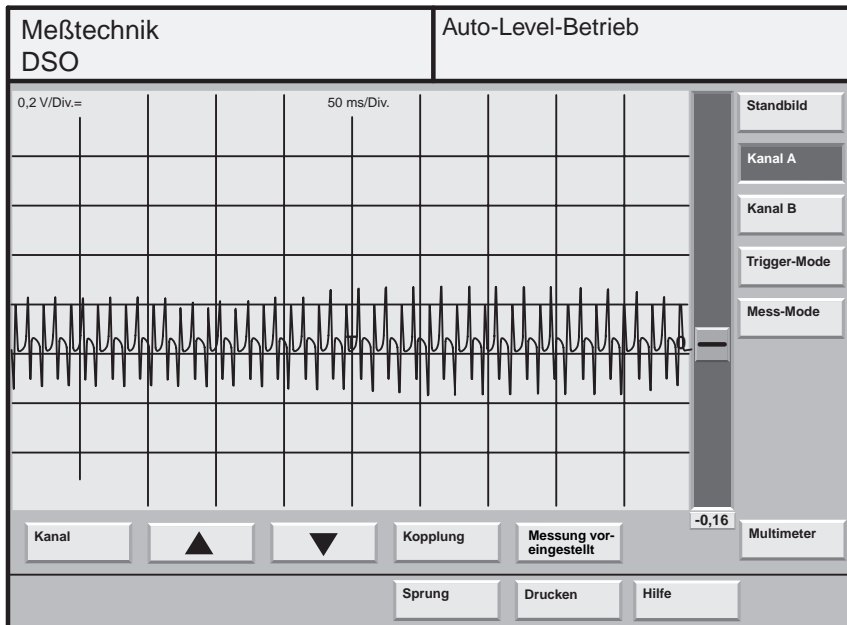 Meßtechnik
DSO
Auto-Level-Betrieb
0,2 V/Div.=
50 ms/Div.
T
0
Standbild
Kanal A
Kanal B
Trigger-Mode
Mess-Mode
-0,16
Multimeter
Kanal
Kopplung
Messung vor-
eingestellt
Sprung
Drucken
Hilfe